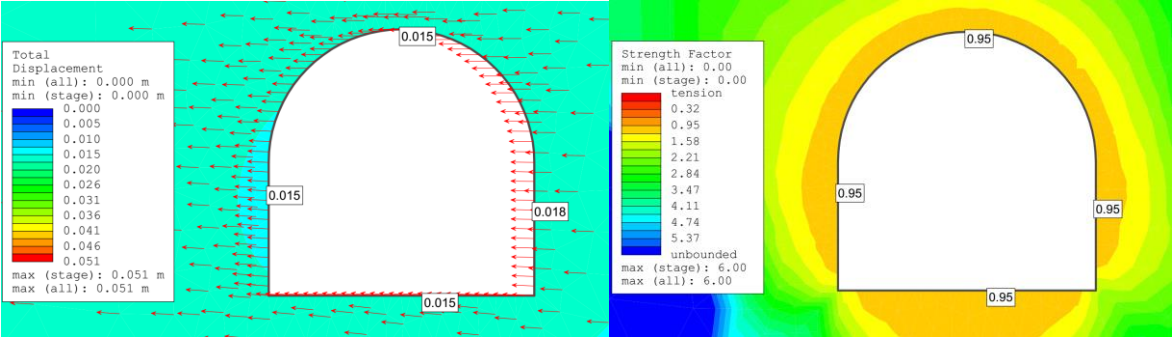 Total
Displacement
min (all): 0.000 m
min (stage): 0.000 m
0.000
0.005
0.010
0.015
0.020
0.026
0.031
0.036
0.041
0.046
0.051
max (stage): 0.051 m
max (all): 0.051 m
0.015
0.015
0.018
0.015
Strength Factor
min (all): 0.00
min (stage): 0.00
tension
0.32
0.95
1.58
2.21
2.84
3.47
4.11
4.74
5.37
unbounded
max (stage): 6.00
max (all): 6.00
0.95
0.95
0.95
0.95